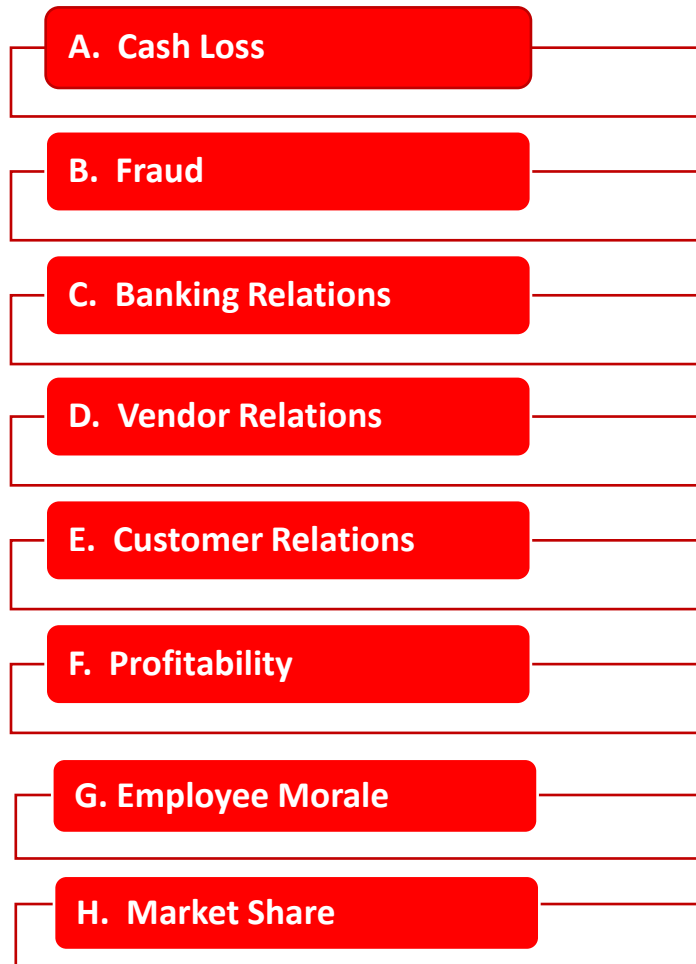 A. Cash Loss
B. Fraud
C. Banking Relations
D. Vendor Relations
E. Customer Relations
F. Profitability
G. Employee Morale
H. Market Share